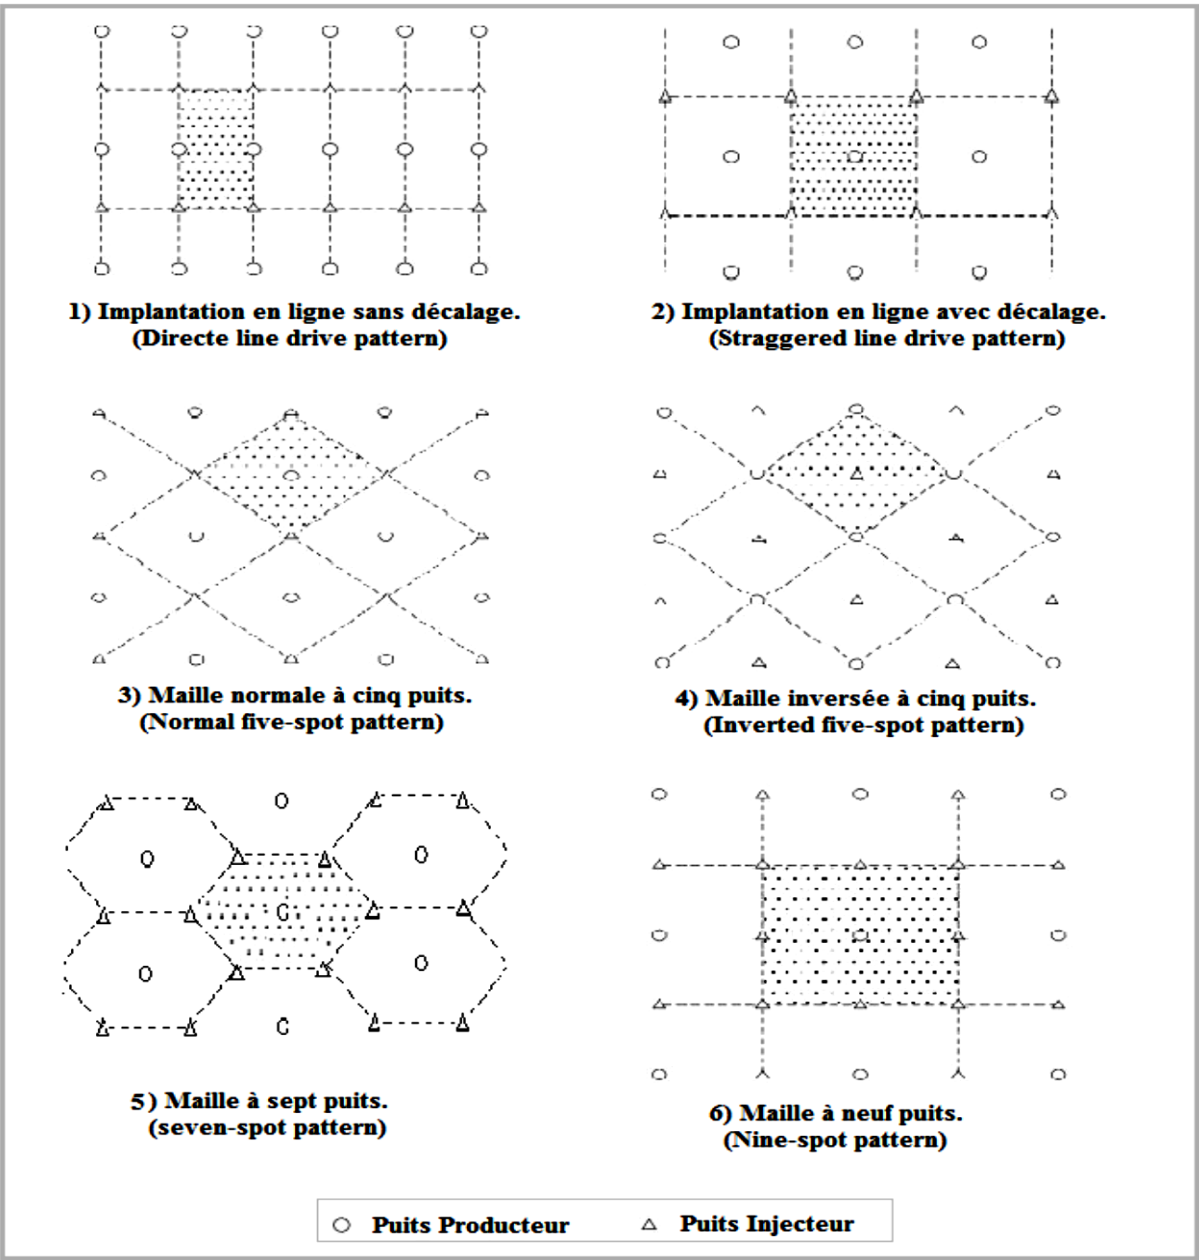 1) Implantation en ligne sans décalage.
(Directe line drive pattern)
2) Implantation en ligne avec décalage.
(Straggered line drive pattern)
3) Maille normale à cinq puits.
(Normal five-spot pattern)
4) Maille inversée à cinq puits.
(Inverted five-spot pattern)
5) Maille à sept puits.
(seven-spot pattern)
6) Maille à neuf puits.
(Nine-spot pattern)
Puits Producteur
Puits Injecteur